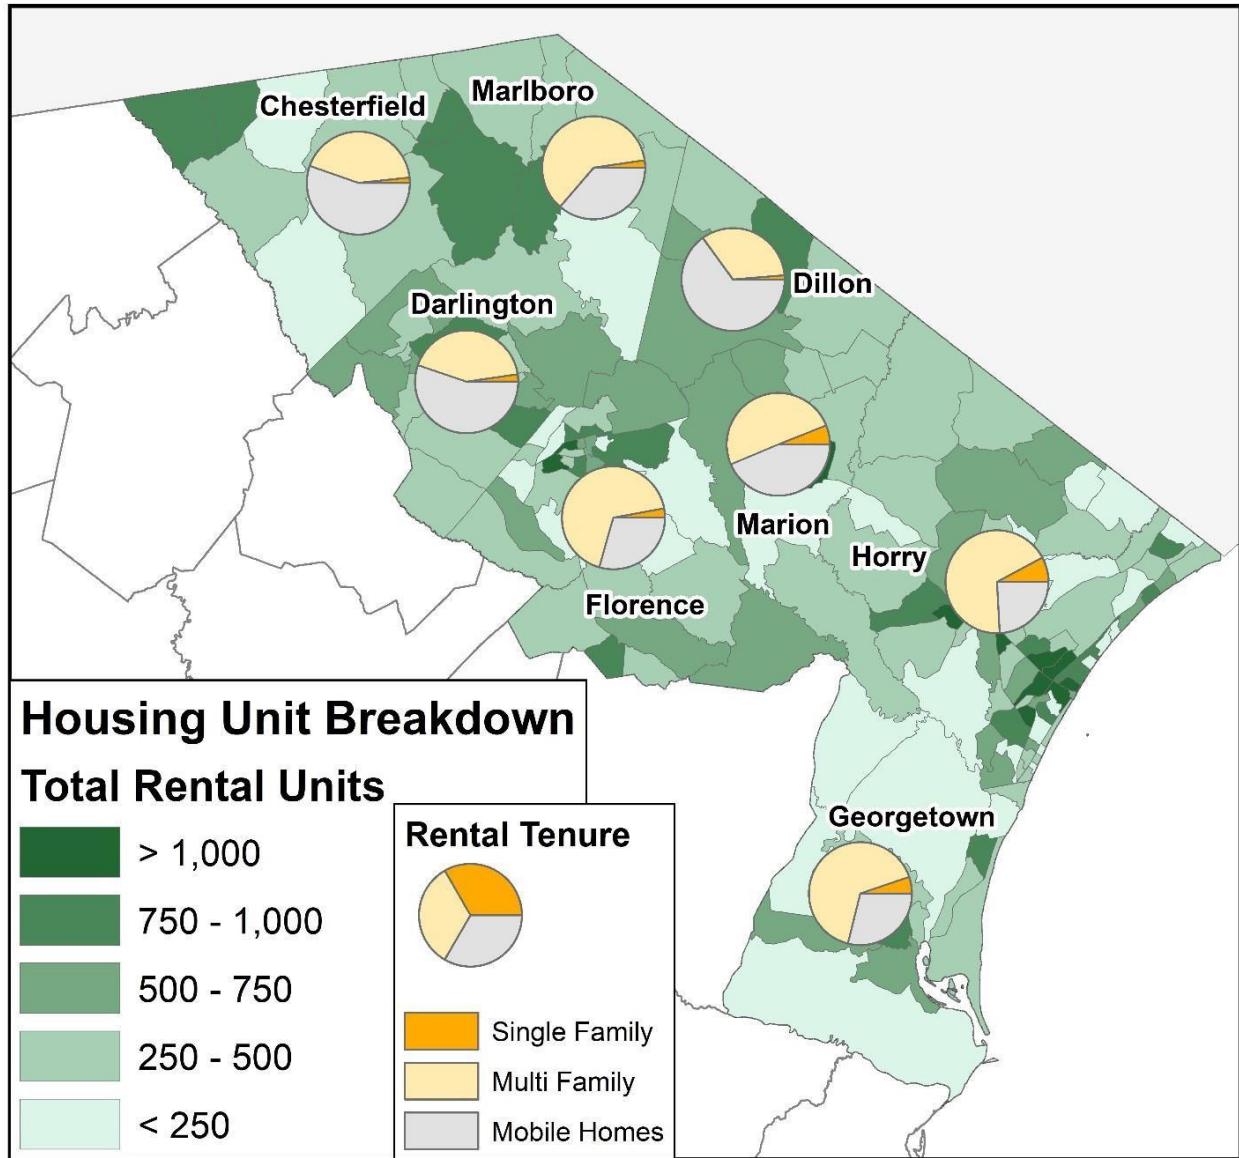 Chesterfield
Marlboro
Dillon
Darlington
Marion
Horry
Florence
Georgetown
Housing Unit Breakdown
Total Rental Units
> 1,000
750 - 1,000
500 - 750
250 - 500
< 250
Rental Tenure
Single Family
Multi Family
Mobile Homes